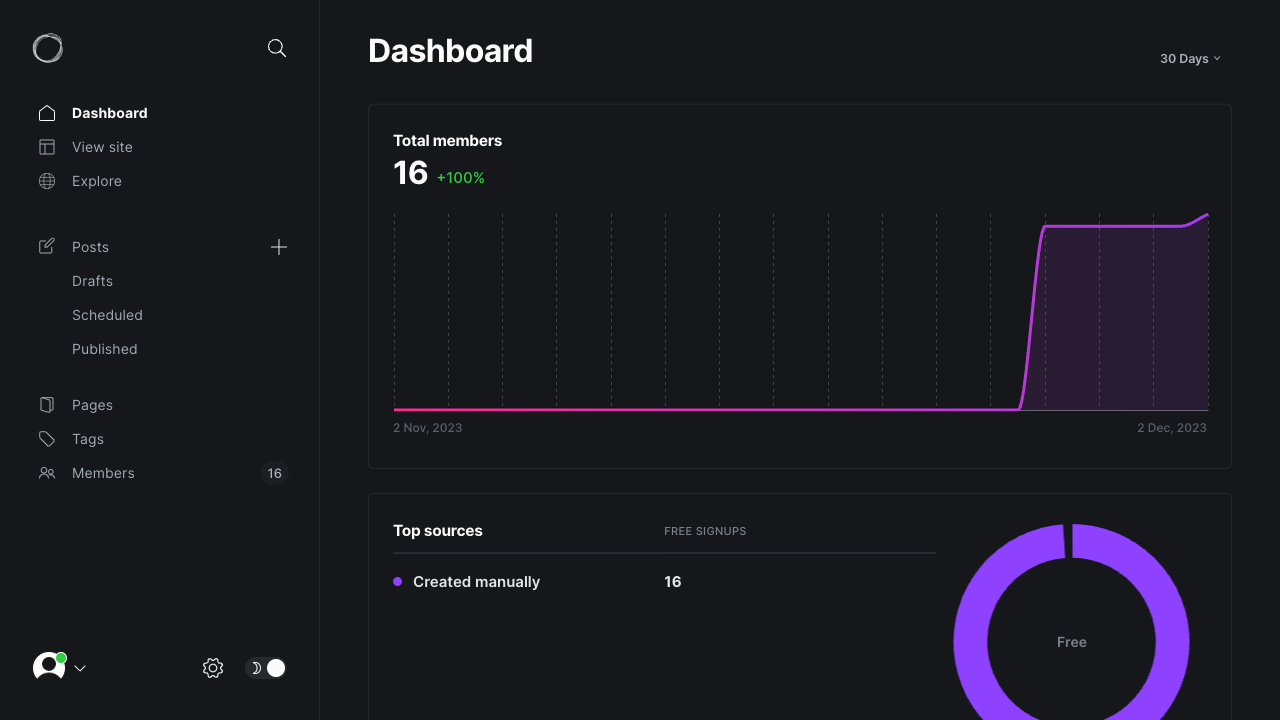 Dashboard
30 Days
Dashboard
View site
Explore
Posts
Drafts
Scheduled
Published
Pages
Tags
Members 16
Total members
16 +100%
2 Nov, 2023 2 Dec, 2023
Top sources FREE SIGNUPS
Created manually 16
Free